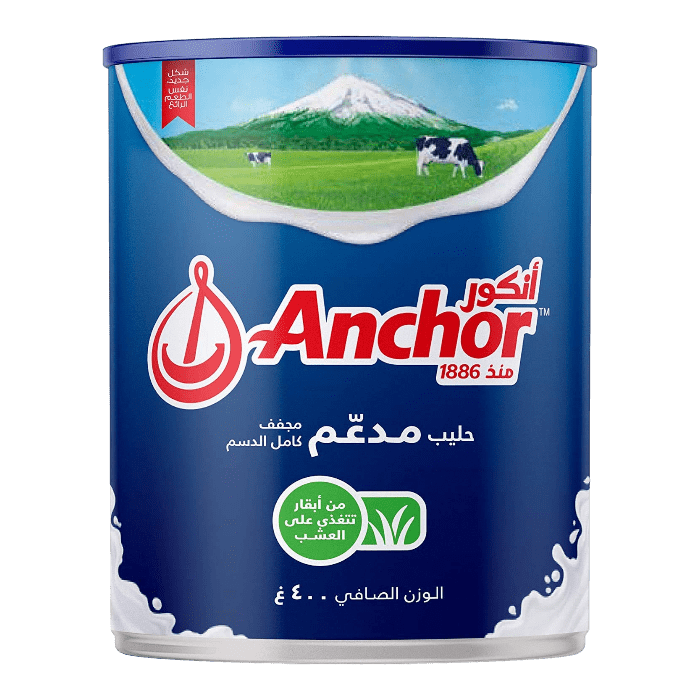 شكل
جديد،
نفس
الطعم
الرائع
أنكور
Anchor™
منذ 1886
حليب مدعّم مجفف
كامل الدسم
من أبقار
تتغذى على
العشب
الوزن الصافي ٤٠٠ غ